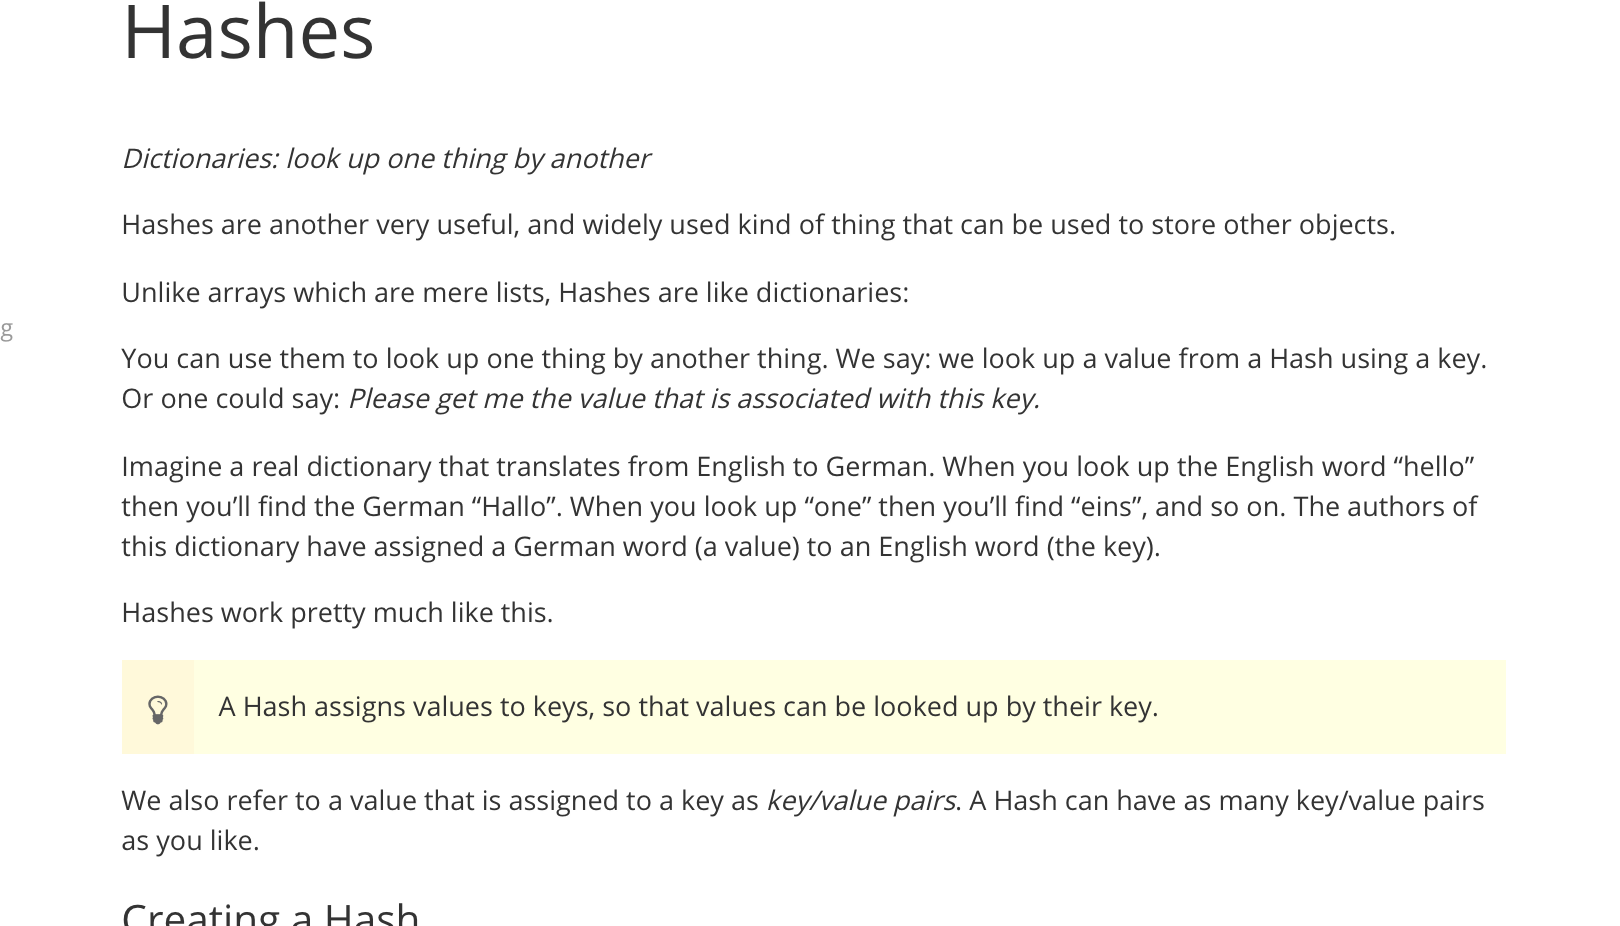 Hashes
Dictionaries: look up one thing by another
Hashes are another very useful, and widely used kind of thing that can be used to store other objects.
Unlike arrays which are mere lists, Hashes are like dictionaries:
g
You can use them to look up one thing by another thing. We say: we look up a value from a Hash using a key.
Or one could say: Please get me the value that is associated with this key.
Imagine a real dictionary that translates from English to German. When you look up the English word “hello”
then you’ll find the German “Hallo”. When you look up “one” then you’ll find “eins”, and so on. The authors of
this dictionary have assigned a German word (a value) to an English word (the key).
Hashes work pretty much like this.
A Hash assigns values to keys, so that values can be looked up by their key.
We also refer to a value that is assigned to a key as key/value pairs. A Hash can have as many key/value pairs
as you like.
Creating a Hash